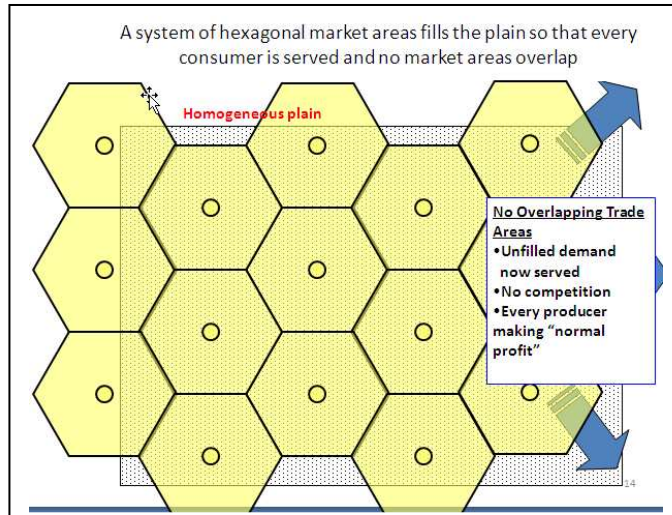 A system of hexagonal market areas fills the plain so that every
consumer is served and no market areas overlap
Homogeneous plain
No Overlapping Trade
Areas
•Unfilled demand
now served
•No competition
•Every producer
making “normal
profit”
14